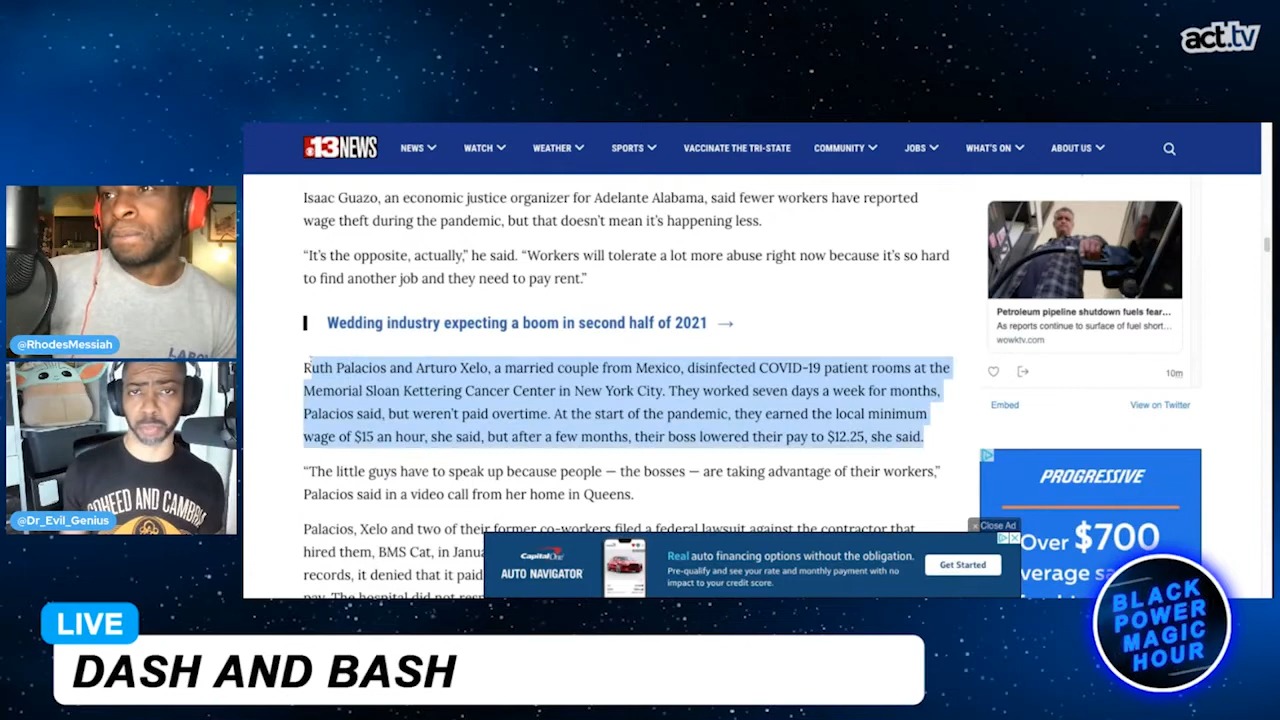 act.tv
13NEWS
NEWS
WATCH
WEATHER
SPORTS
VACCINATE THE TRI-STATE
COMMUNITY
JOBS
WHAT'S ON
ABOUT US
Isaac Guazo, an economic justice organizer for Adelante Alabama, said fewer workers have reported
wage theft during the pandemic, but that doesn't mean it's happening less.
“It's the opposite, actually,” he said. “Workers will tolerate a lot more abuse right now because it's so hard
to find another job and they need to pay rent.”
Wedding industry expecting a boom in second half of 2021 →
Ruth Palacios and Arturo Xelo, a married couple from Mexico, disinfected COVID-19 patient rooms at the
Memorial Sloan Kettering Cancer Center in New York City. They worked seven days a week for months,
Palacios said, but weren't paid overtime. At the start of the pandemic, they earned the local minimum
wage of $15 an hour, she said, but after a few months, their boss lowered their pay to $12.25, she said.
“The little guys have to speak up because people — the bosses — are taking advantage of their workers,”
Palacios said in a video call from her home in Queens.
Palacios, Xelo and two of their former co-workers filed a federal lawsuit against the contractor that
hired them, BMS Cat, in Janua
records, it denied that it paid
pay. The hospital did not
Petroleum pipeline shutdown fuels fear...
As reports continue to surface of fuel short...
wowktv.com
10m
Embed
View on Twitter
PROGRESSIVE
Over $700
verage
Close Ad
Capital One
AUTO NAVIGATOR
Real auto financing options without the obligation.
Pre-qualify and see your rate and monthly payment with no
impact to your credit score.
Get Started
@RhodesMessiah
COHEED AND CAMBR
@Dr_Evil_Genius
LIVE
DASH AND BASH
BLACK
POWER
MAGIC
HOUR